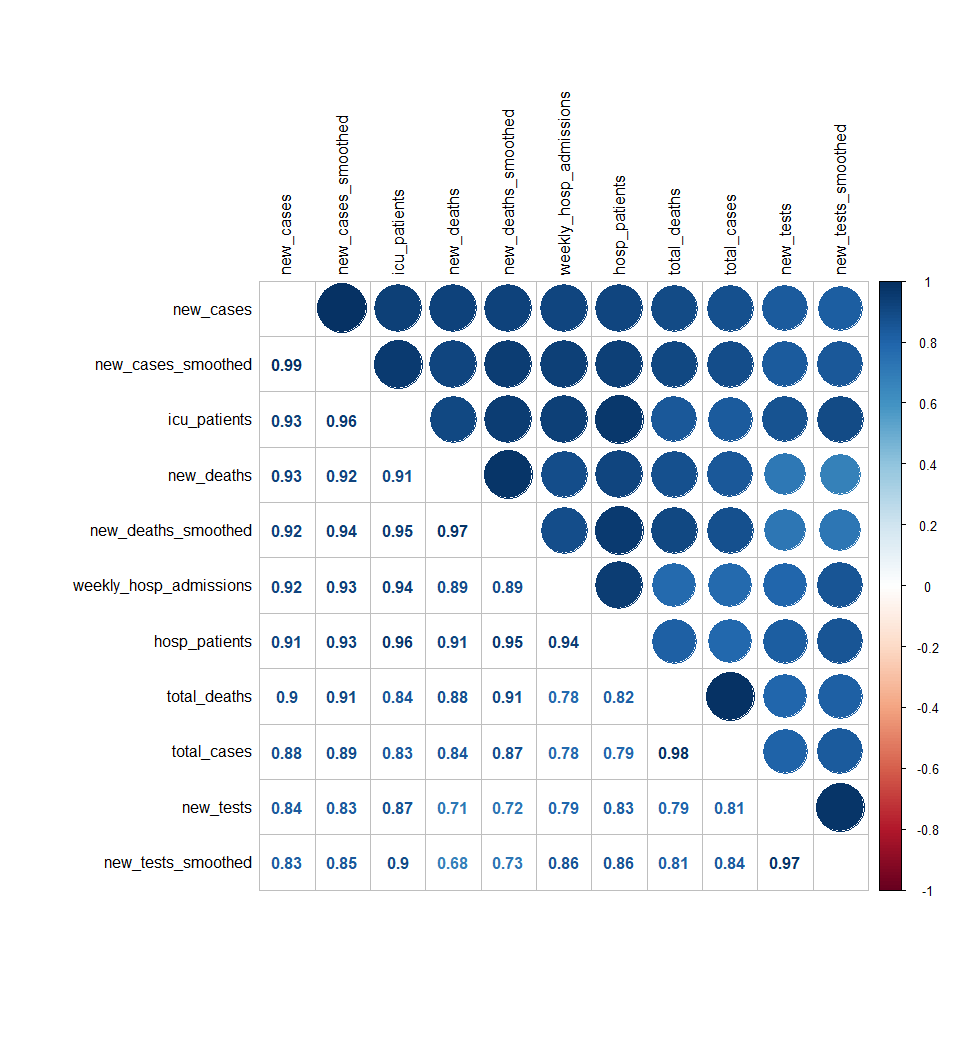 new_cases
new_cases_smoothed
icu_patients
new_deaths
new_deaths_smoothed
weekly_hosp_admissions
hosp_patients
total_deaths
total_cases
new_tests
new_tests_smoothed
new_cases
new_cases_smoothed 0.99
icu_patients 0.93 0.96
new_deaths 0.93 0.92 0.91
new_deaths_smoothed 0.92 0.94 0.95 0.97
weekly_hosp_admissions 0.92 0.93 0.94 0.89 0.89
hosp_patients 0.91 0.93 0.96 0.91 0.95 0.94
total_deaths 0.9 0.91 0.84 0.88 0.91 0.78 0.82
total_cases 0.88 0.89 0.83 0.84 0.87 0.78 0.79 0.98
new_tests 0.84 0.83 0.87 0.71 0.72 0.79 0.83 0.79 0.81
new_tests_smoothed 0.83 0.85 0.9 0.68 0.73 0.86 0.86 0.81 0.84 0.97
1
0.8
0.6
0.4
0.2
0
-0.2
-0.4
-0.6
-0.8
-1